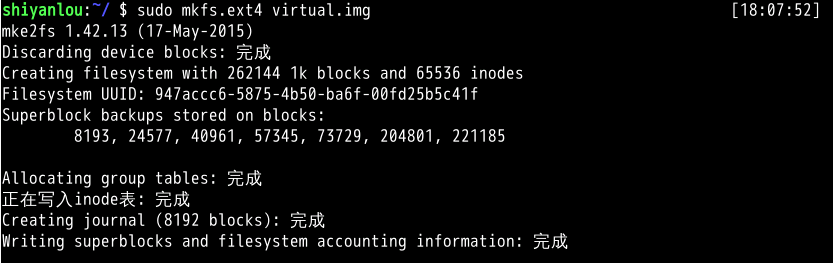 shiyanlou:~/ $ sudo mkfs.ext4 virtual.img [18:07:52]
mke2fs 1.42.13 (17-May-2015)
Discarding device blocks: 完成
Creating filesystem with 262144 1k blocks and 65536 inodes
Filesystem UUID: 947accc6-5875-4b50-ba6f-00fd25b5c41f
Superblock backups stored on blocks:
8193, 24577, 40961, 57345, 73729, 204801, 221185
Allocating group tables: 完成
正在写入inode表: 完成
Creating journal (8192 blocks): 完成
Writing superblocks and filesystem accounting information: 完成